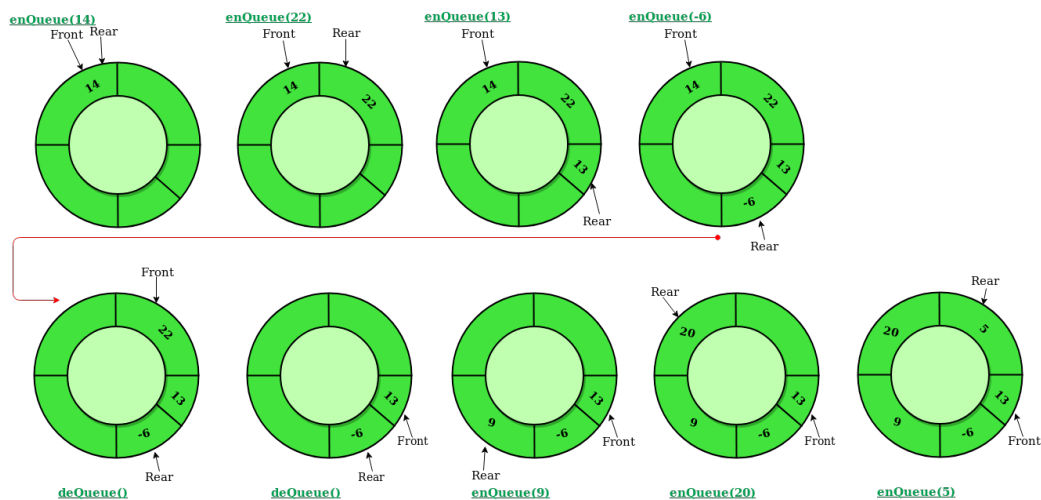 enQueue(14)
Front Rear
14
enQueue(22)
Front Rear
14 22
enQueue(13)
Front
14 22
13
Rear
enQueue(-6)
Front
14 22
13
-6
Rear
Front
22
13
-6
Rear
deQueue()
13
-6
Front
Rear
deQueue()
13
9 -6
Front
Rear
enQueue(9)
Rear
20
13
9 -6
Front
enQueue(20)
Rear
20 5
13
9 -6
Front
enQueue(5)